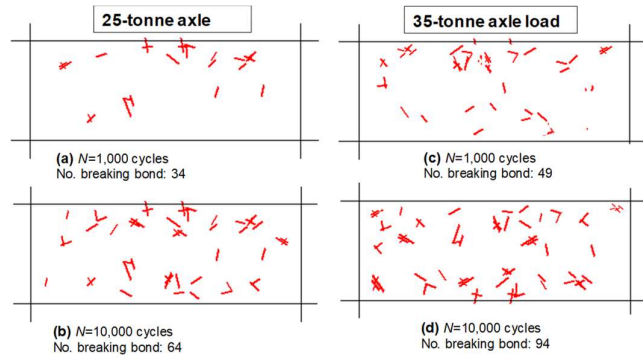 25-tonne axle
35-tonne axle load
(a) N=1,000 cycles
No. breaking bond: 34
(c) N=1,000 cycles
No. breaking bond: 49
(b) N=10,000 cycles
No. breaking bond: 64
(d) N=10,000 cycles
No. breaking bond: 94